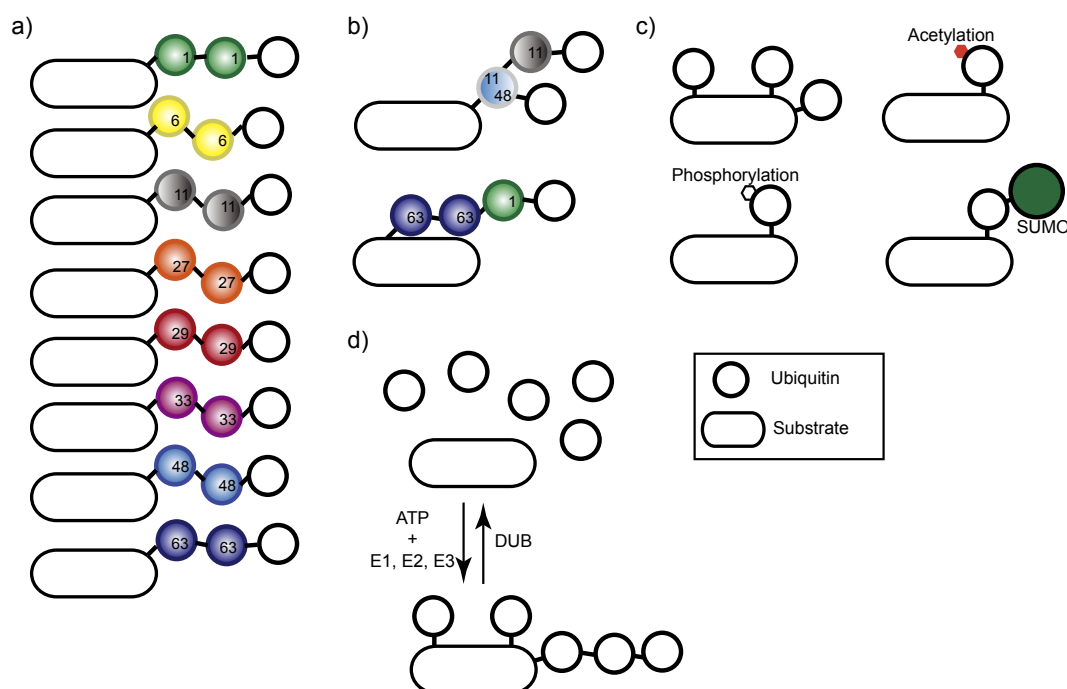 a)
1 1
6 6
11 11
27 27
29 29
33 33
48 48
63 63
b)
11
11
48
63 63 1
c)
Acetylation
Phosphorylation
SUMO
d)
ATP
+
E1, E2, E3
DUB
Ubiquitin
Substrate